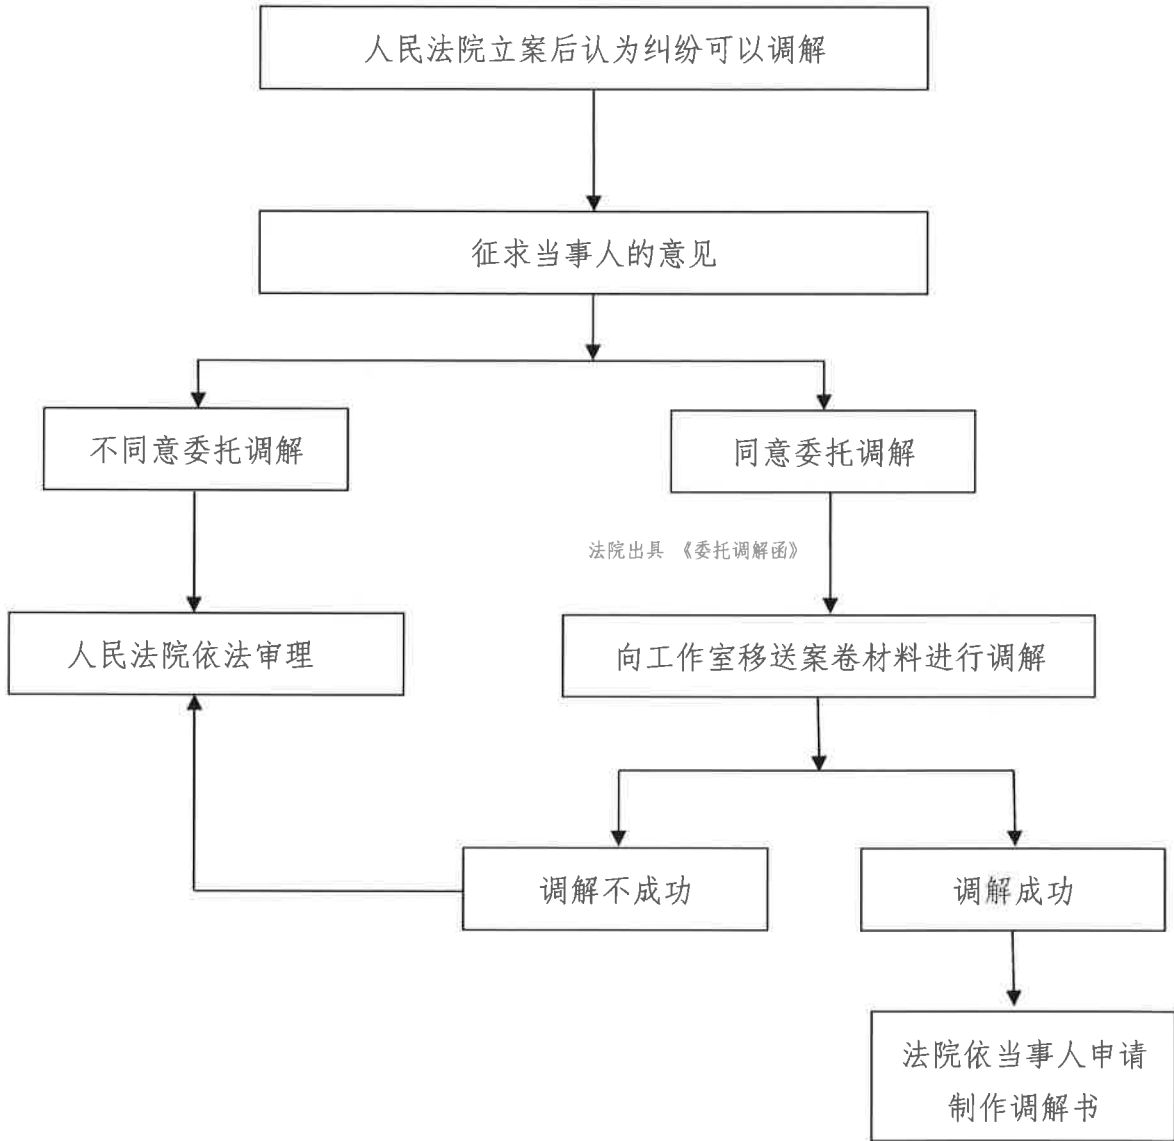 人民法院立案后认为纠纷可以调解
征求当事人的意见
不同意委托调解
同意委托调解
法院出具 《委托调解函》
人民法院依法审理
向工作室移送案卷材料进行调解
调解不成功
调解成功
法院依当事人申请
制作调解书